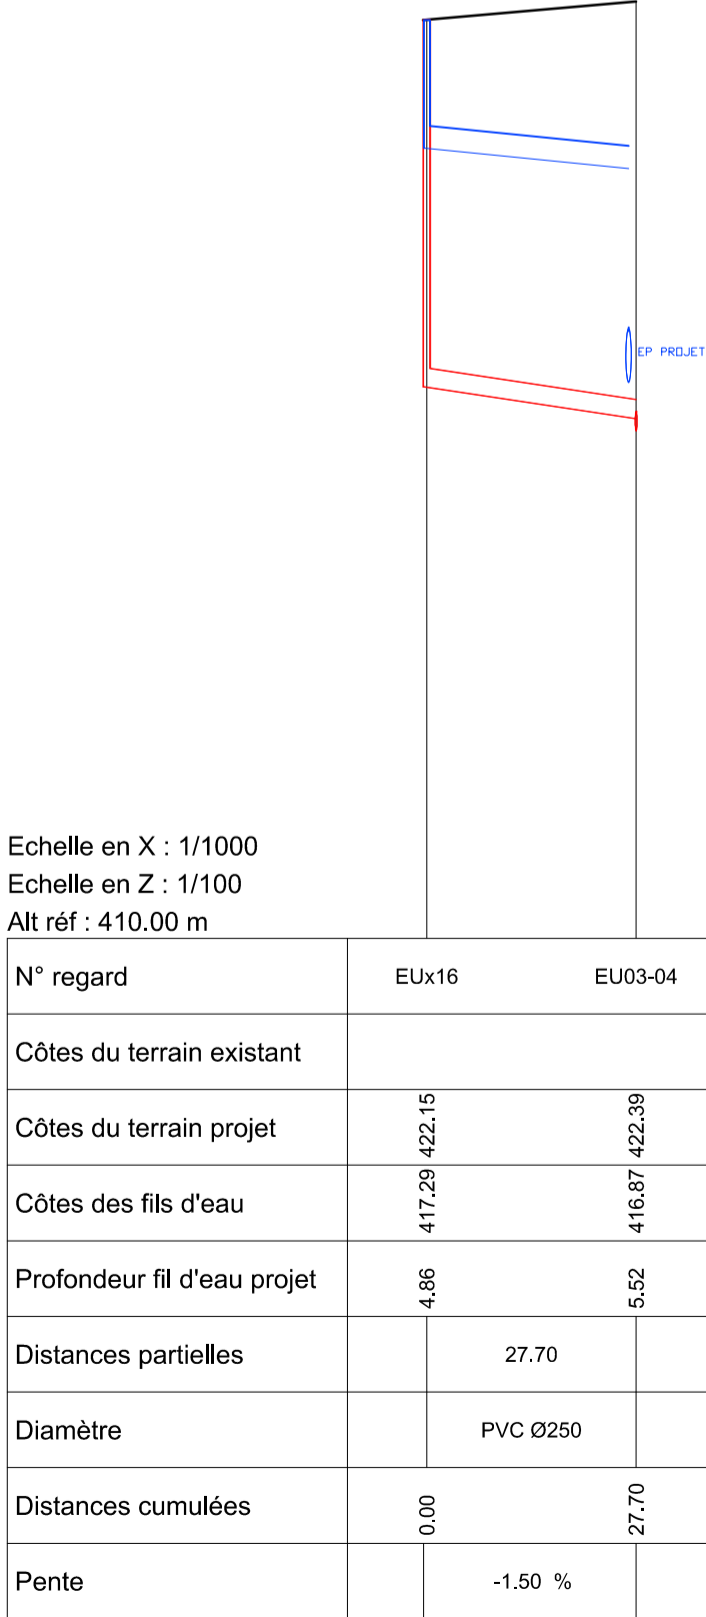 EP PROJET
Echelle en X : 1/1000
Echelle en Z : 1/100
Alt réf : 410.00 m
N° regard EUx16 EU03-04
Côtes du terrain existant
Côtes du terrain projet 422.15 422.39
Côtes des fils d'eau 417.29 416.87
Profondeur fil d'eau projet 4.86 5.52
Distances partielles 27.70
Diamètre PVC Ø250
Distances cumulées 0.00 27.70
Pente -1.50 %